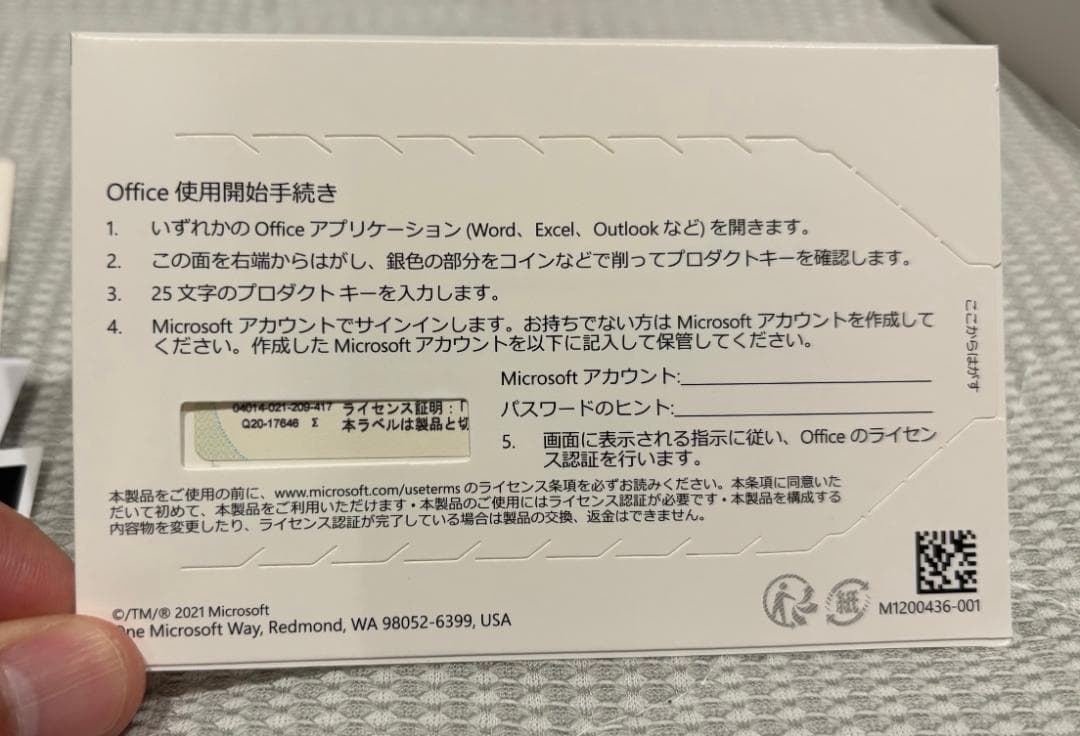 Office 使用開始手続き
1. いずれかの Office アプリケーション (Word、Excel、Outlook など) を開きます。
2. この面を右端からはがし、銀色の部分をコインなどで削ってプロダクトキーを確認します。
3. 25 文字のプロダクト キーを入力します。
4. Microsoft アカウントでサインインします。お持ちでない方は Microsoft アカウントを作成して
ください。作成した Microsoft アカウントを以下に記入して保管してください。
ここからはがす
Microsoft アカウント:
パスワードのヒント:
04014-021-209-417 ライセンス証明：「
Q20-17646 Σ 本ラベルは製品と切
5. 画面に表示される指示に従い、Office のライセン
ス認証を行います。
本製品をご使用の前に、www.microsoft.com/useterms のライセンス条項を必ずお読みください。本条項に同意いた
だいて初めて、本製品をご利用いただけます・本製品のご使用にはライセンス認証が必要です・本製品を構成する
内容物を変更したり、ライセンス認証が完了している場合は製品の交換、返金はできません。
©/TM/® 2021 Microsoft
One Microsoft Way, Redmond, WA 98052-6399, USA
紙
M1200436-001